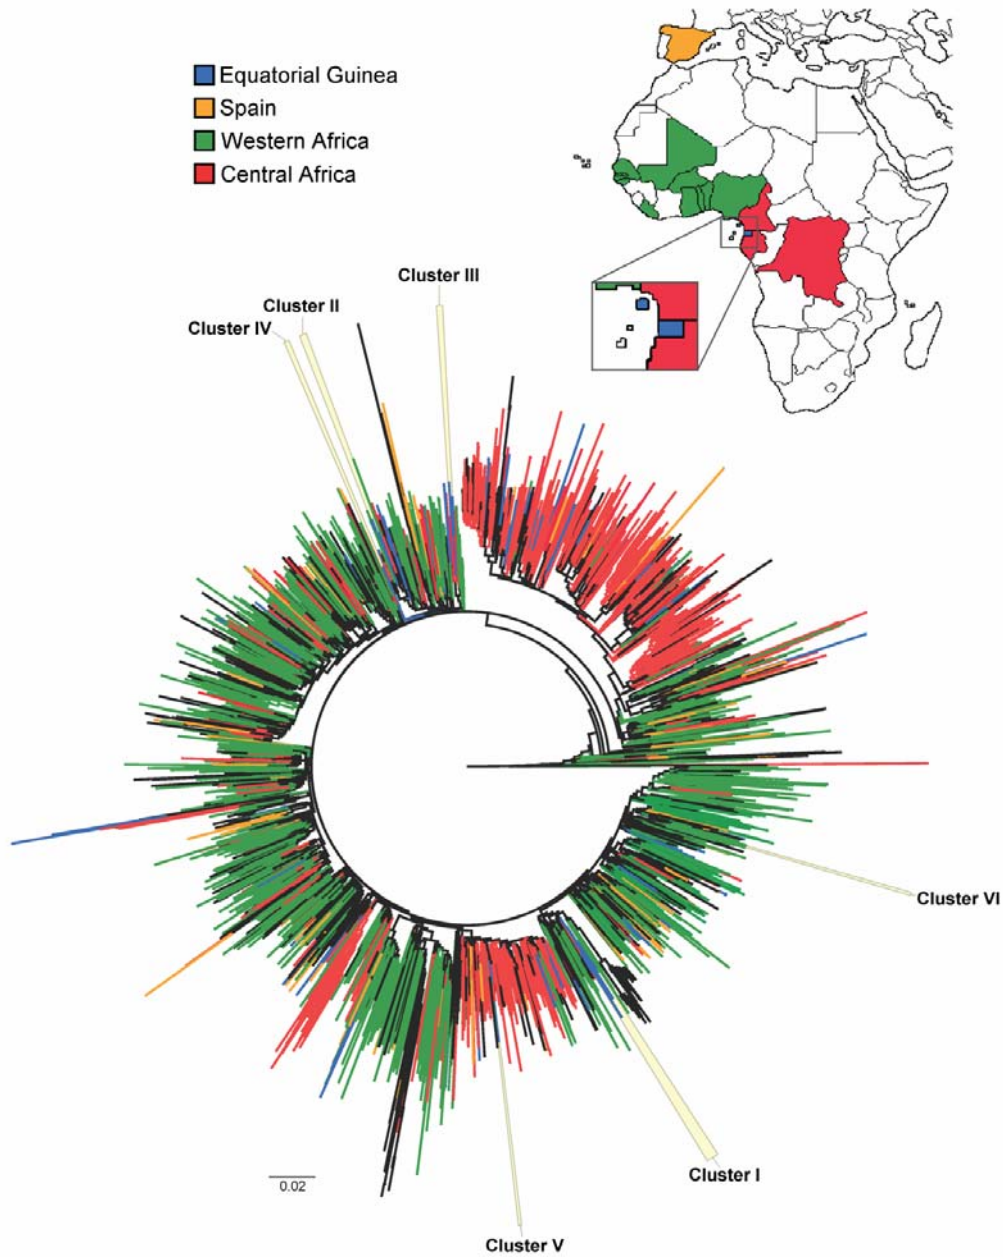 Equatorial Guinea
Spain
Western Africa
Central Africa
Cluster III
Cluster II
Cluster IV
Cluster VI
Cluster I
0.02
Cluster V